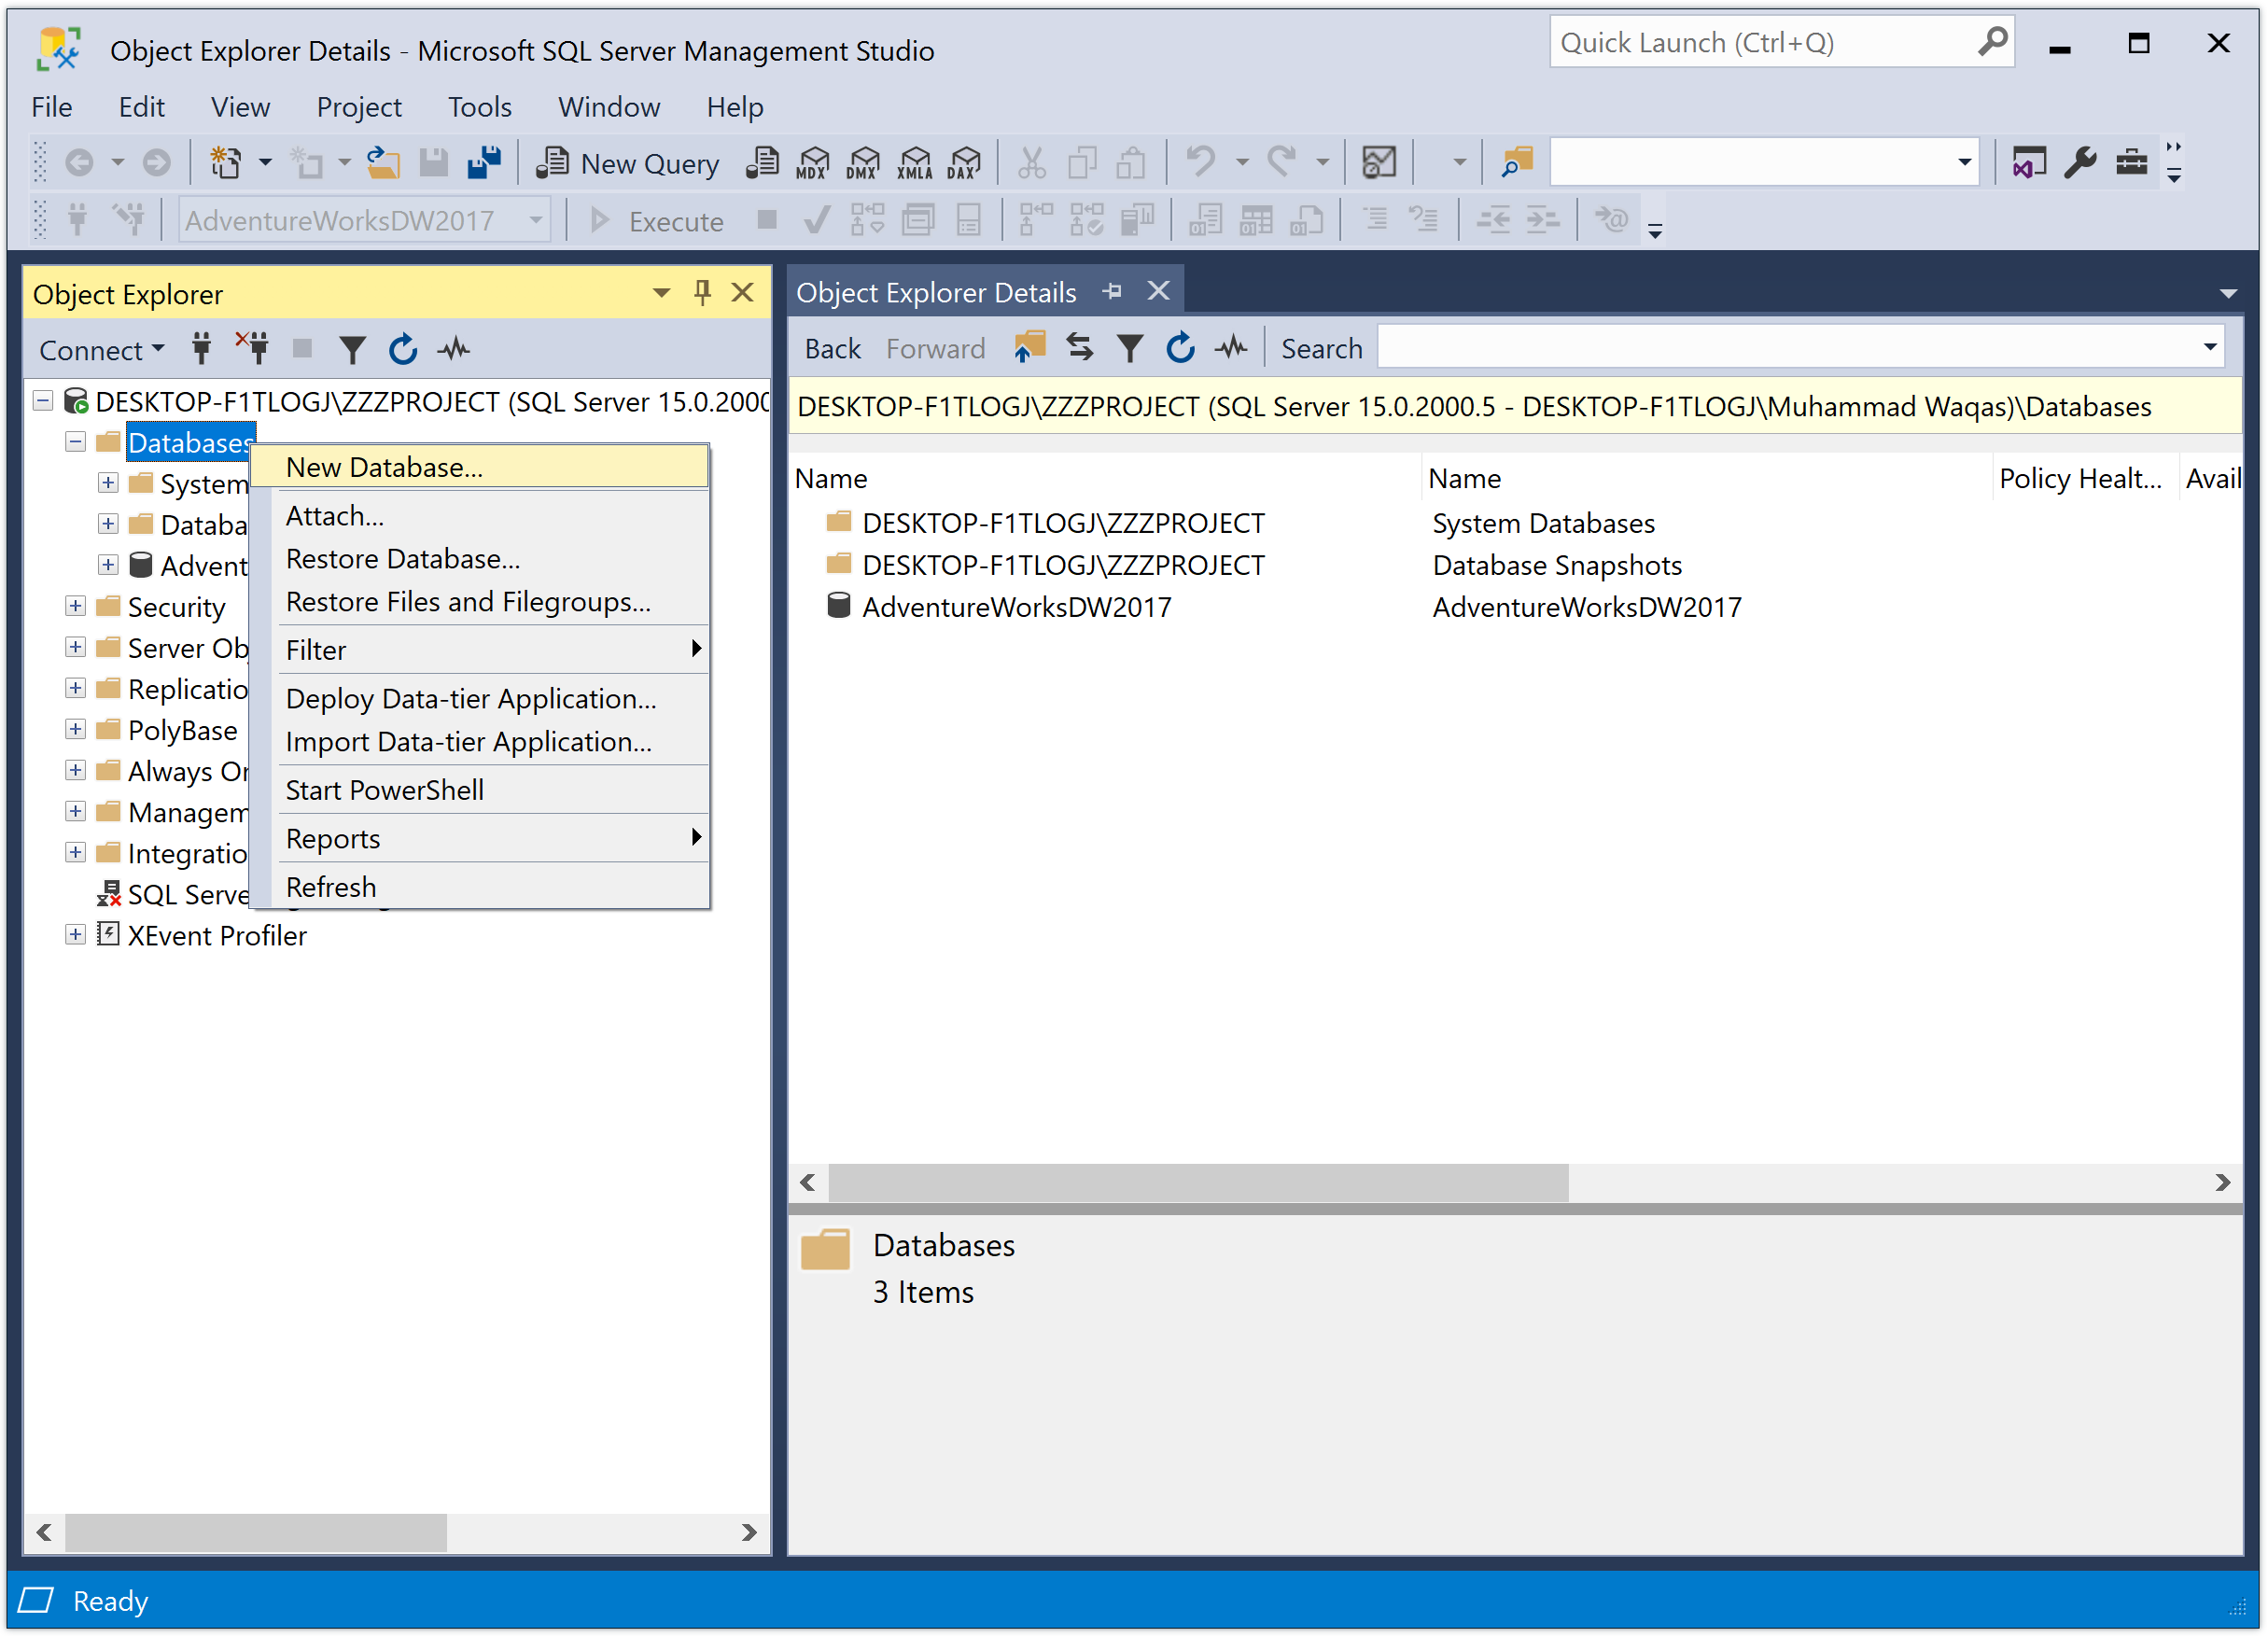 Object Explorer Details - Microsoft SQL Server Management Studio
Quick Launch (Ctrl+Q)
File Edit View Project Tools Window Help
New Query MDX DMX XMLA DAX
AdventureWorksDW2017 Execute
Object Explorer
Connect
DESKTOP-F1TLOGJ\ZZZPROJECT (SQL Server 15.0.2000
Databases
System
Databa
Advent
Security
Server Ob
Replicatio
PolyBase
Always Or
Managem
Integratio
SQL Serve
XEvent Profiler
New Database...
Attach...
Restore Database...
Restore Files and Filegroups...
Filter
Deploy Data-tier Application...
Import Data-tier Application...
Start PowerShell
Reports
Refresh
Object Explorer Details
Back Forward Search
DESKTOP-F1TLOGJ\ZZZPROJECT (SQL Server 15.0.2000.5 - DESKTOP-F1TLOGJ\Muhammad Waqas)\Databases
Name Name Policy Healt... Avail
DESKTOP-F1TLOGJ\ZZZPROJECT System Databases
DESKTOP-F1TLOGJ\ZZZPROJECT Database Snapshots
AdventureWorksDW2017 AdventureWorksDW2017
Databases
3 Items
Ready